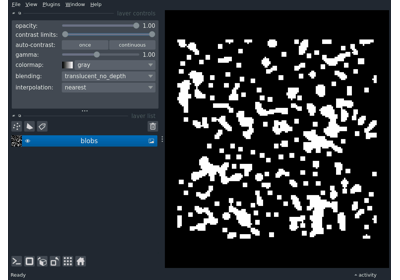 File View Plugins Window Help
layer controls
opacity: 1.00
contrast limits:
auto-contrast: once continuous
gamma: 1.00
colormap: gray
blending: translucent_no_depth
interpolation: nearest
layer list
blobs
Ready activity